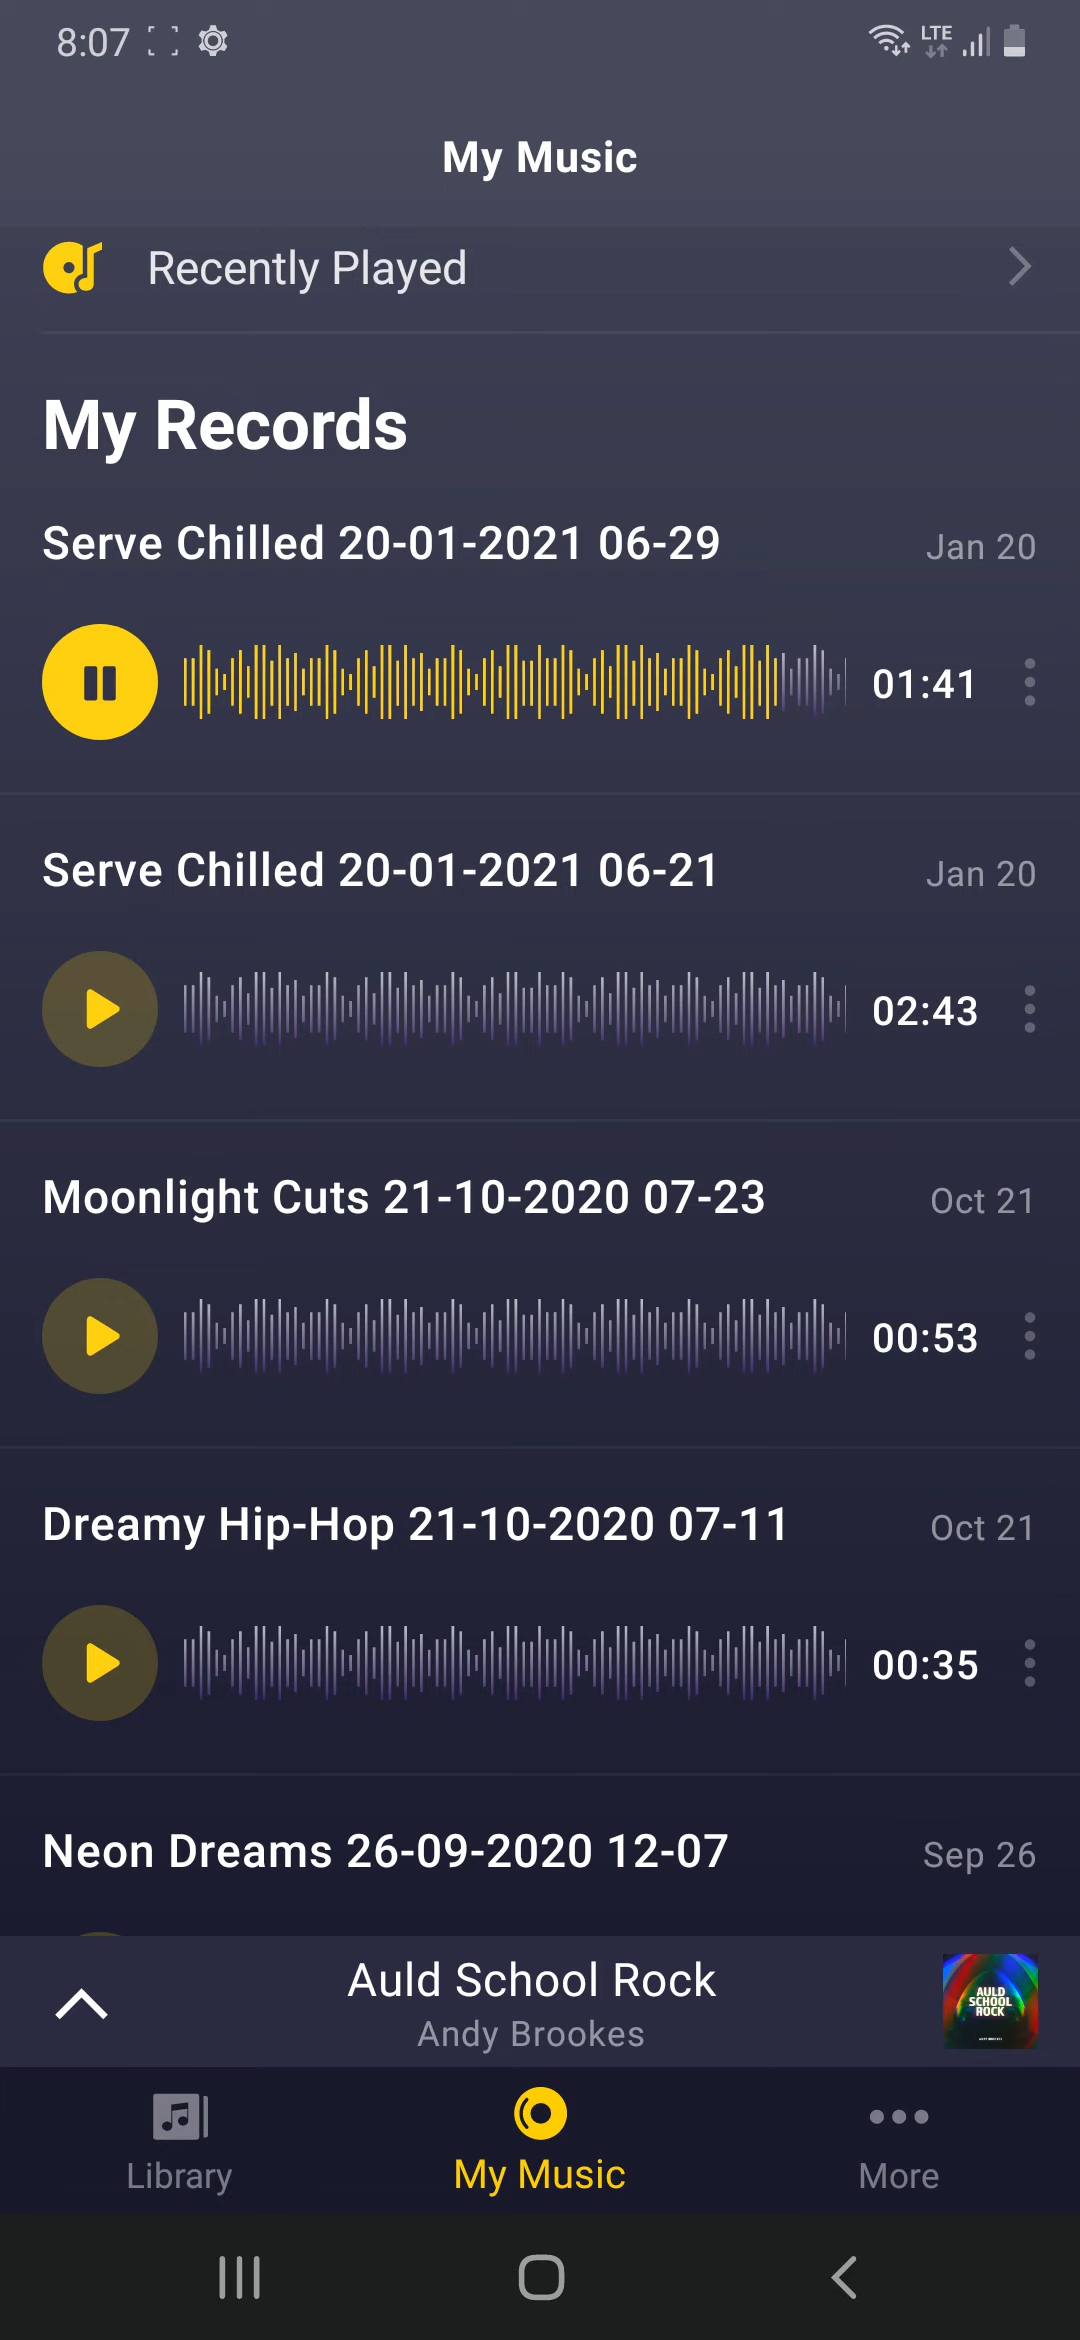 8:07
LTE
My Music
Recently Played
My Records
Serve Chilled 20-01-2021 06-29
Jan 20
01:41
Serve Chilled 20-01-2021 06-21
Jan 20
02:43
Moonlight Cuts 21-10-2020 07-23
Oct 21
00:53
Dreamy Hip-Hop 21-10-2020 07-11
Oct 21
00:35
Neon Dreams 26-09-2020 12-07
Sep 26
Auld School Rock
Andy Brookes
AULD
SCHOOL
ROCK
Library
My Music
More